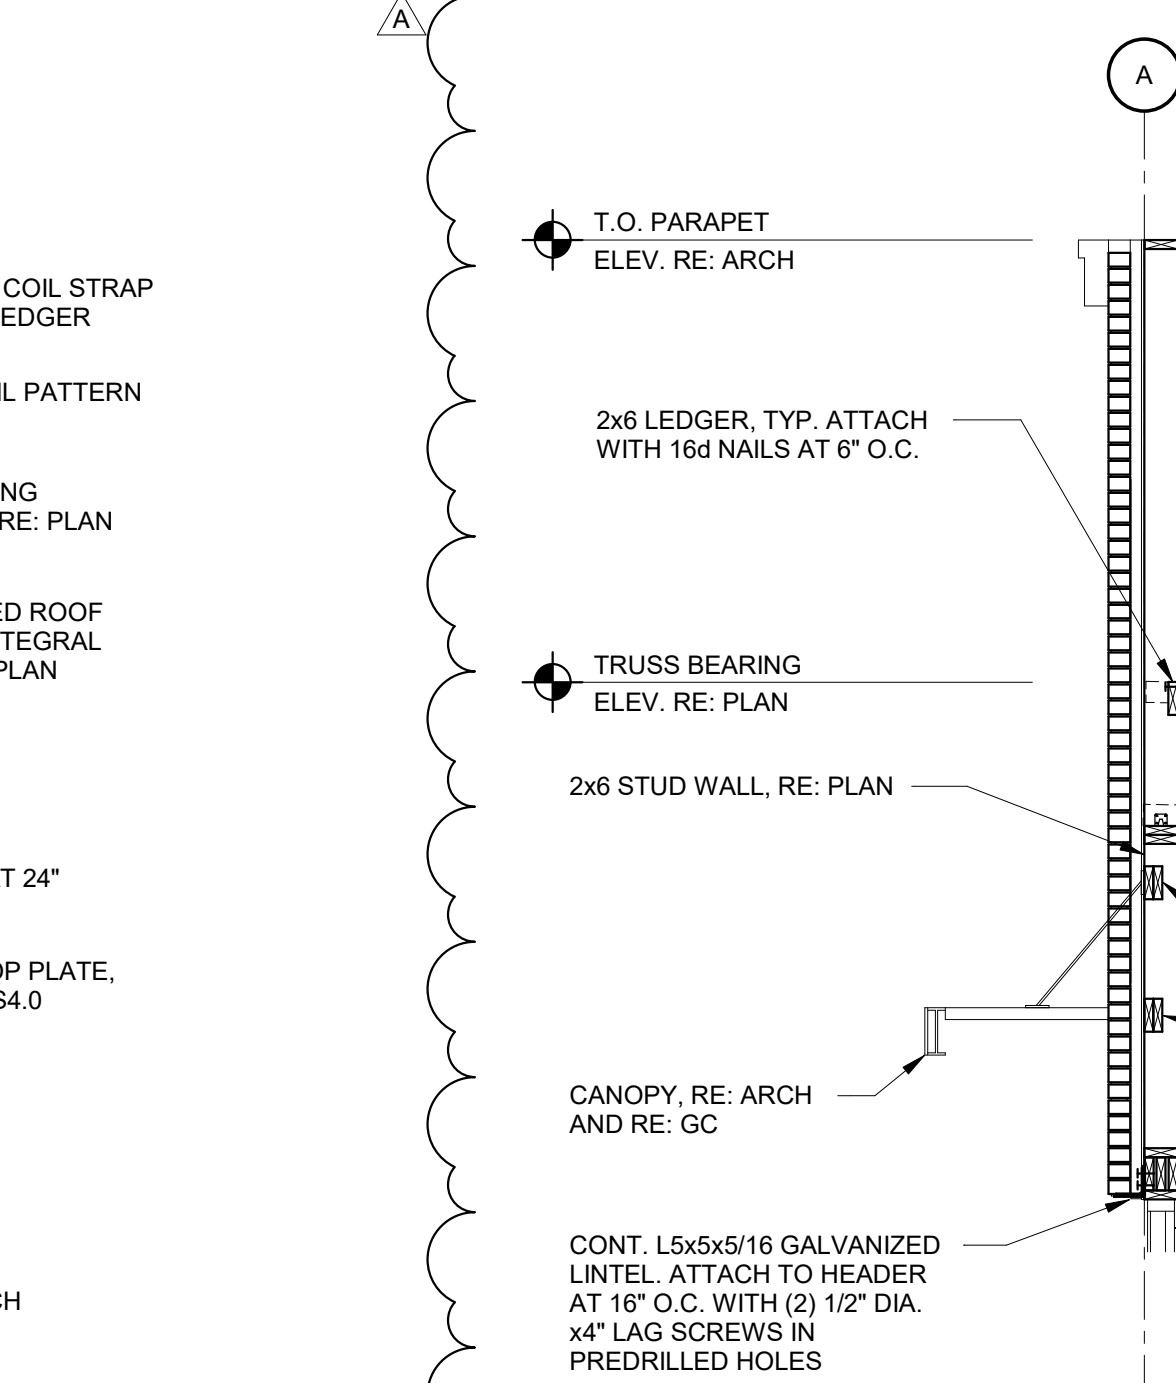 A
A
T.O. PARAPET
ELEV. RE: ARCH
COIL STRAP
EDGER
PATTERN
2x6 LEDGER, TYP. ATTACH
WITH 16d NAILS AT 6" O.C.
NG
RE: PLAN
ED ROOF
TEGRAL
PLAN
TRUSS BEARING
ELEV. RE: PLAN
2x6 STUD WALL, RE: PLAN
T 24"
OP PLATE,
S4.0
CANOPY, RE: ARCH
AND RE: GC
CONT. L5x5x5/16 GALVANIZED
LINTEL. ATTACH TO HEADER
AT 16" O.C. WITH (2) 1/2" DIA.
x4" LAG SCREWS IN
PREDRILLED HOLES
CH